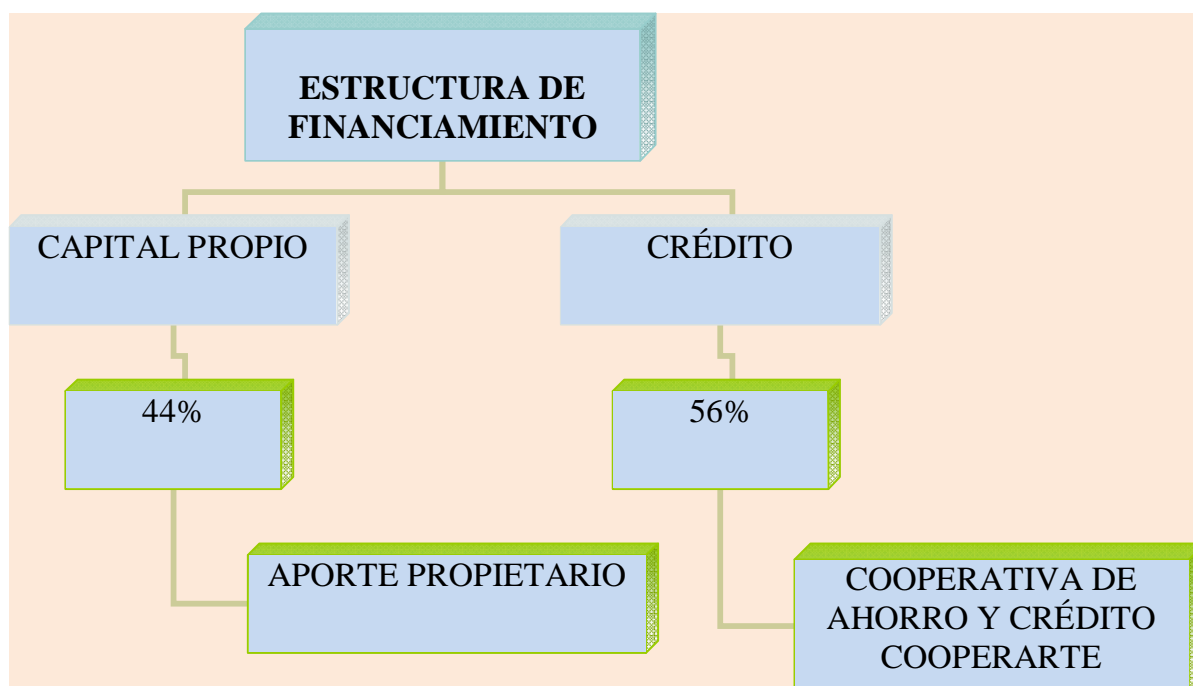 ESTRUCTURA DE
FINANCIAMIENTO
CAPITAL PROPIO
CRÉDITO
44%
56%
APORTE PROPIETARIO
COOPERATIVA DE
AHORRO Y CRÉDITO
COOPERARTE